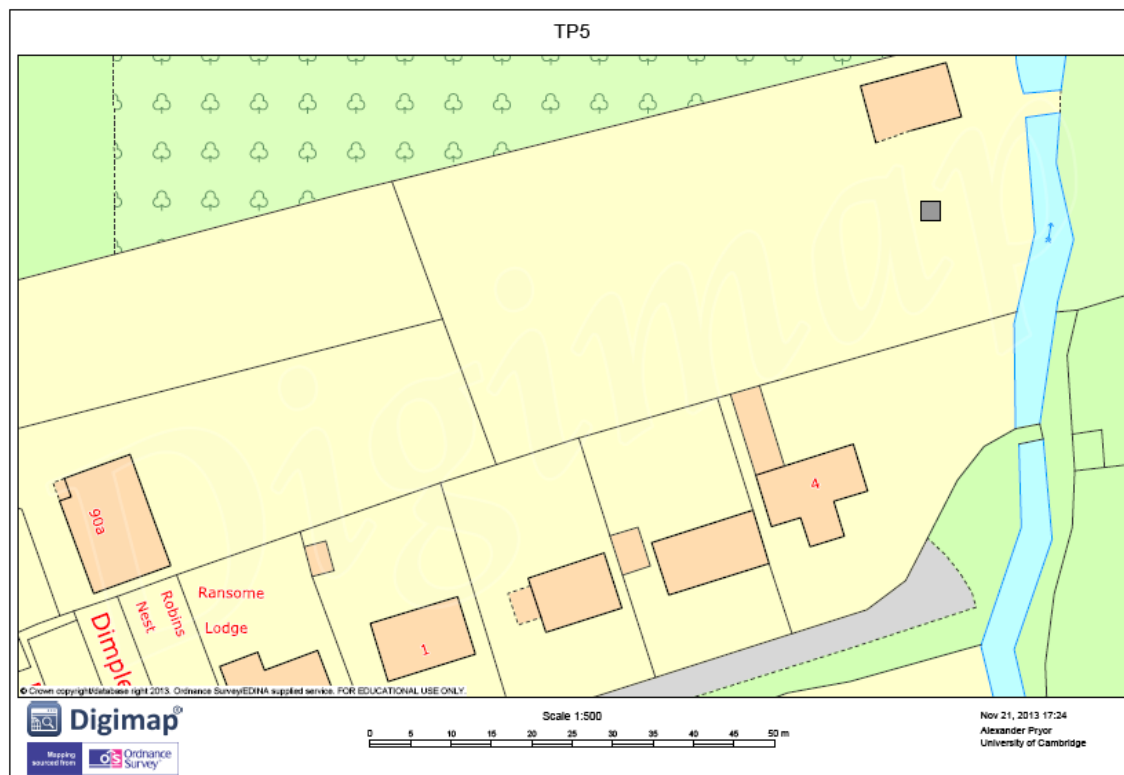 TP5
Digimap
90a
4
Ransome
Lodge
Robins
Nest
Dimple
1
© Crown copyright/database right 2013. Ordnance Survey/EDINA supplied service. FOR EDUCATIONAL USE ONLY.
Digimap®
Mapping
sourced from
OS Ordnance
Survey
Scale 1:500
0 5 10 15 20 25 30 35 40 45 50 m
Nov 21, 2013 17:24
Alexander Pryor
University of Cambridge